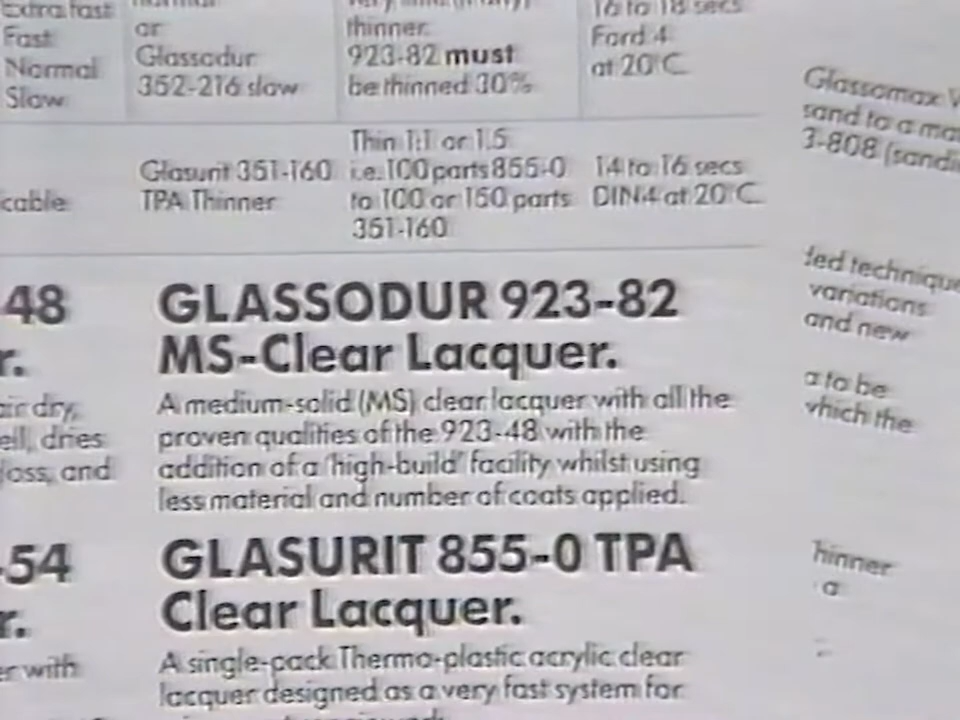 Extra fast
Fast
Normal
Slow
or
Glassodur
352-216 slow
thinner.
923-82 must
be thinned 30%
16 to 18 secs
Ford 4
at 20°C
cable
Glasurit 351-160
TPA Thinner
Thin 1:1 or 1.5
i.e. 100 parts 855-0
to 100 or 150 parts
351-160
14 to 16 secs
DIN4 at 20°C
48
r.
air dry,
ell, dries
loss, and
GLASSODUR 923-82
MS-Clear Lacquer.
A medium-solid (MS) clear lacquer with all the
proven qualities of the 923-48 with the
addition of a 'high-build' facility whilst using
less material and number of coats applied.
-54
r.
er with
GLASURIT 855-0 TPA
Clear Lacquer.
A single-pack Thermo-plastic acrylic clear
lacquer designed as a very fast system for
Glassomax V
sand to a mat
3-808 (sandi
ted technique
variations
and new
a to be
which the
hinner
a